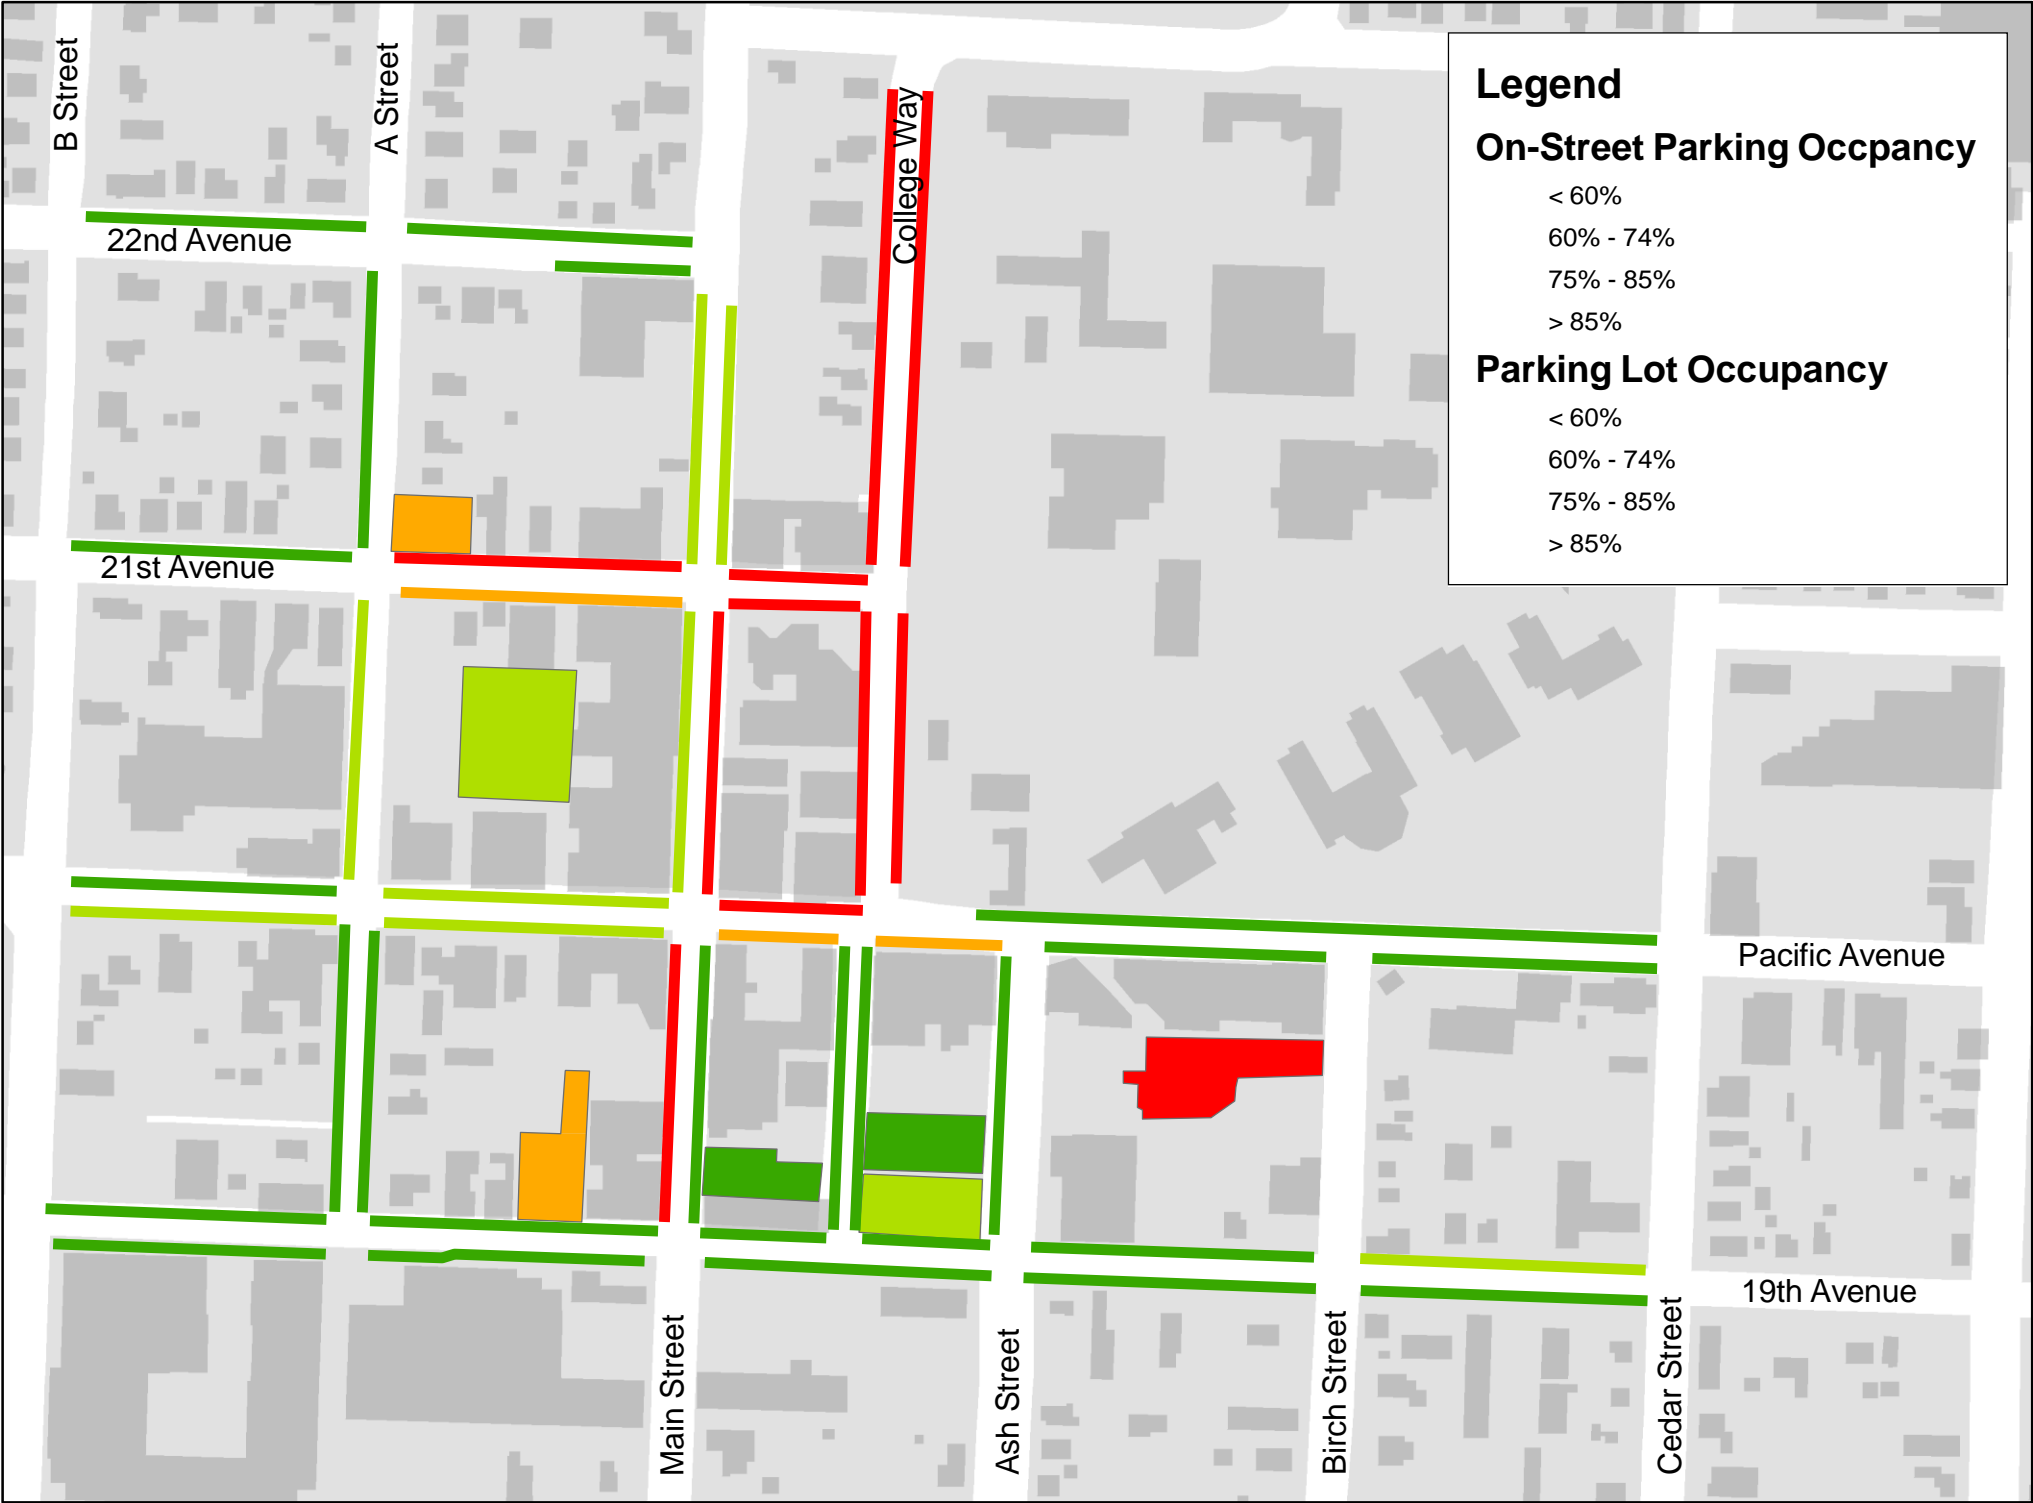 B Street
A Street
College Way
Legend
On-Street Parking Occpancy
< 60%
60% - 74%
75% - 85%
> 85%
Parking Lot Occupancy
< 60%
60% - 74%
75% - 85%
> 85%
22nd Avenue
21st Avenue
Pacific Avenue
19th Avenue
Main Street
Ash Street
Birch Street
Cedar Street